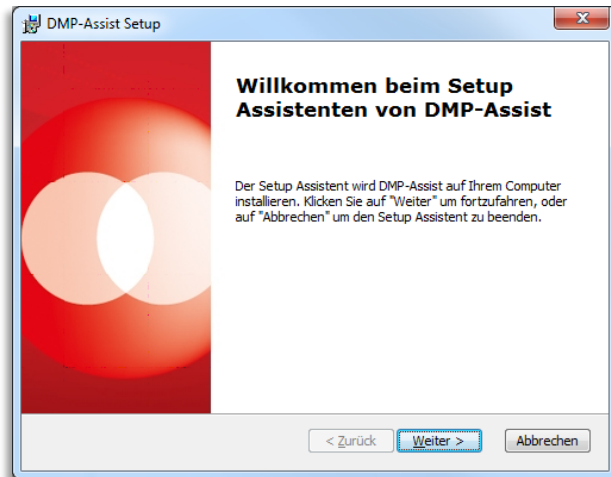 DMP-Assist Setup
Willkommen beim Setup
Assistenten von DMP-Assist
Der Setup Assistent wird DMP-Assist auf Ihrem Computer
installieren. Klicken Sie auf "Weiter" um fortzufahren, oder
auf "Abbrechen" um den Setup Assistent zu beenden.
< Zurück Weiter > Abbrechen